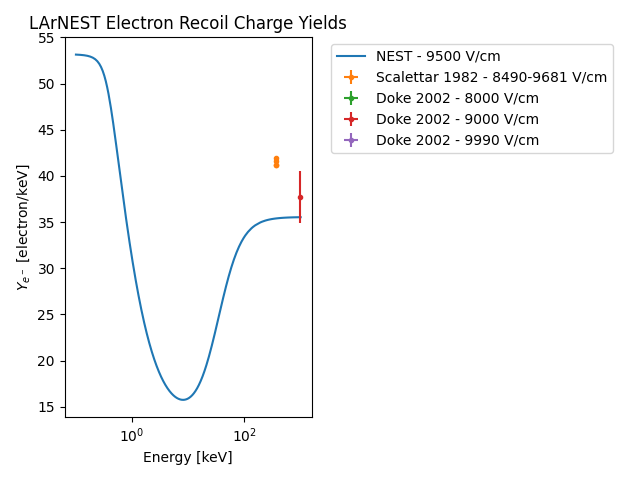 LArNEST Electron Recoil Charge Yields
NEST - 9500 V/cm
Scalettar 1982 - 8490-9681 V/cm
Doke 2002 - 8000 V/cm
Doke 2002 - 9000 V/cm
Doke 2002 - 9990 V/cm
55
50
45
40
35
30
25
20
15
Y_{e^-} [electron/keV]
10^0
10^2
Energy [keV]